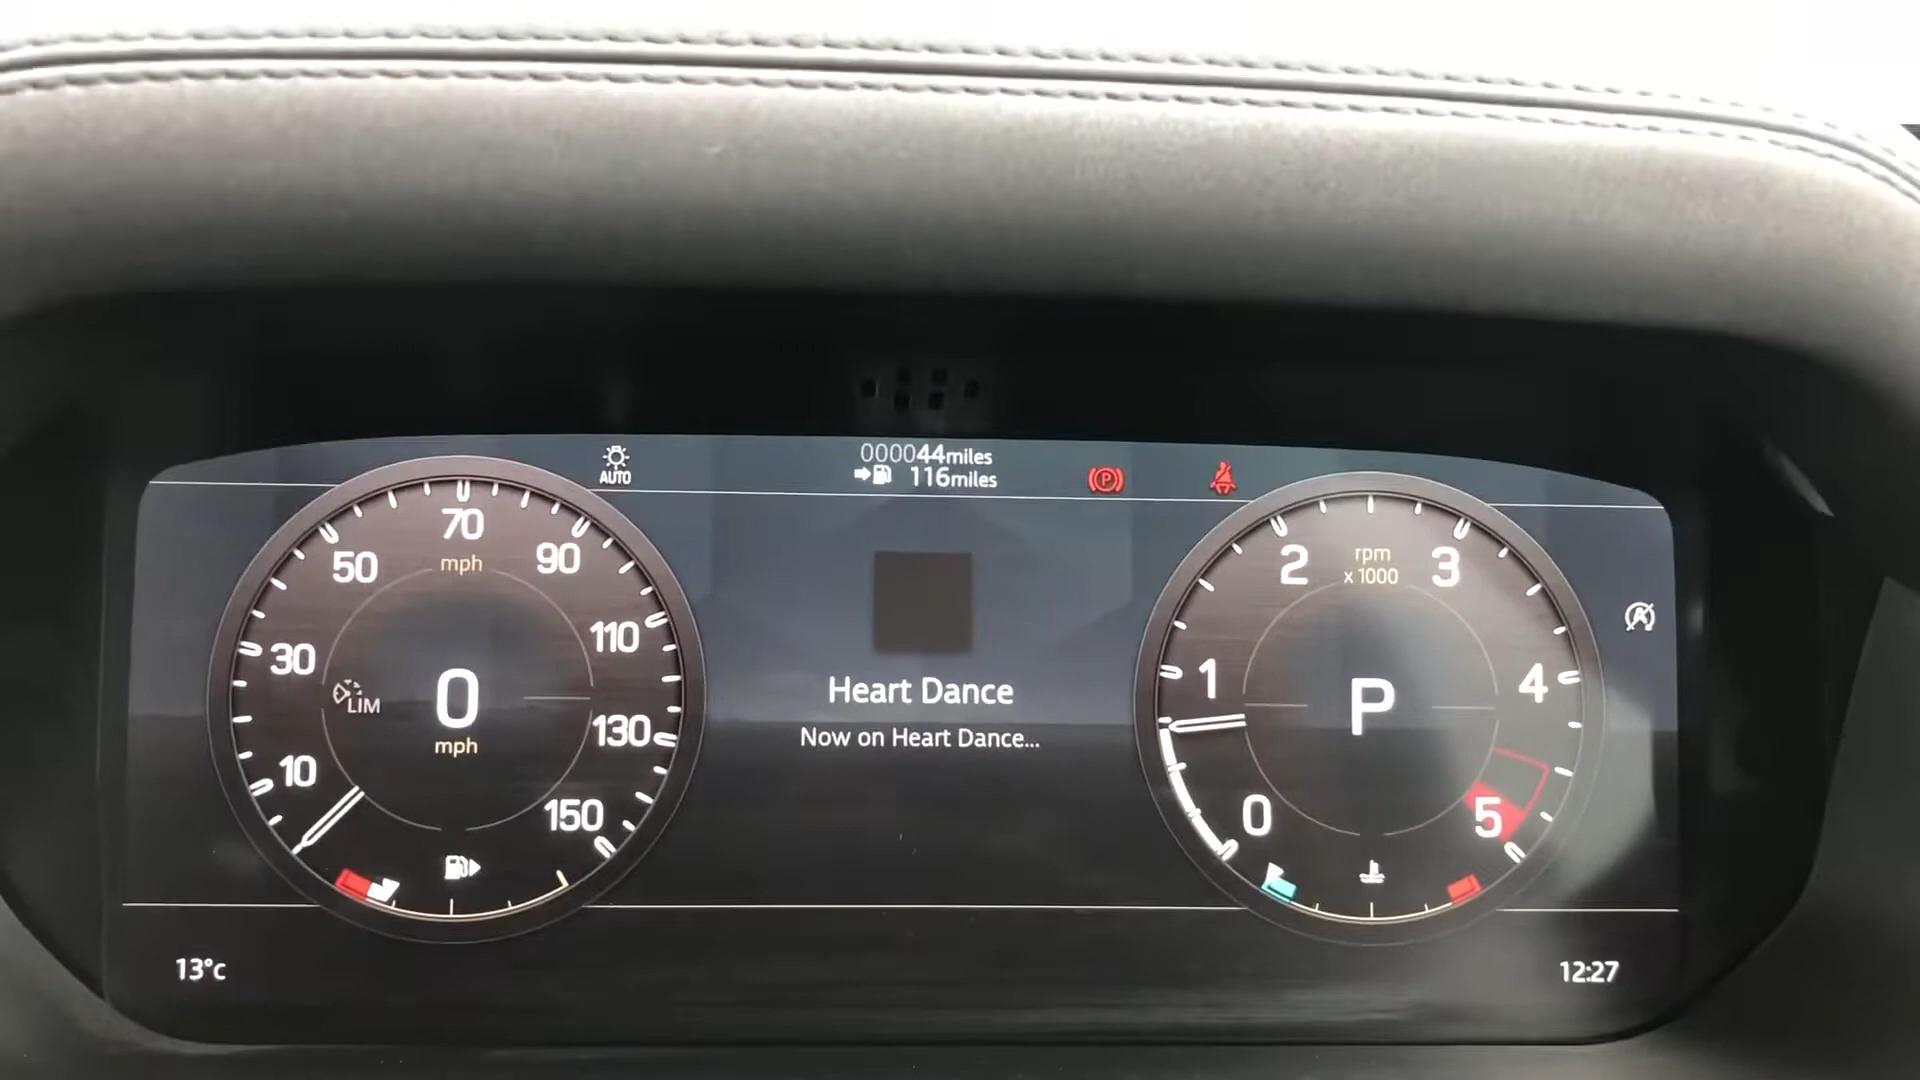 AUTO
000044miles
116miles
70
mph
50
90
30
110
LIM
0
mph
130
10
150
Heart Dance
Now on Heart Dance...
2
rpm
x 1000
3
1
4
P
0
5
P
13°c
12:27